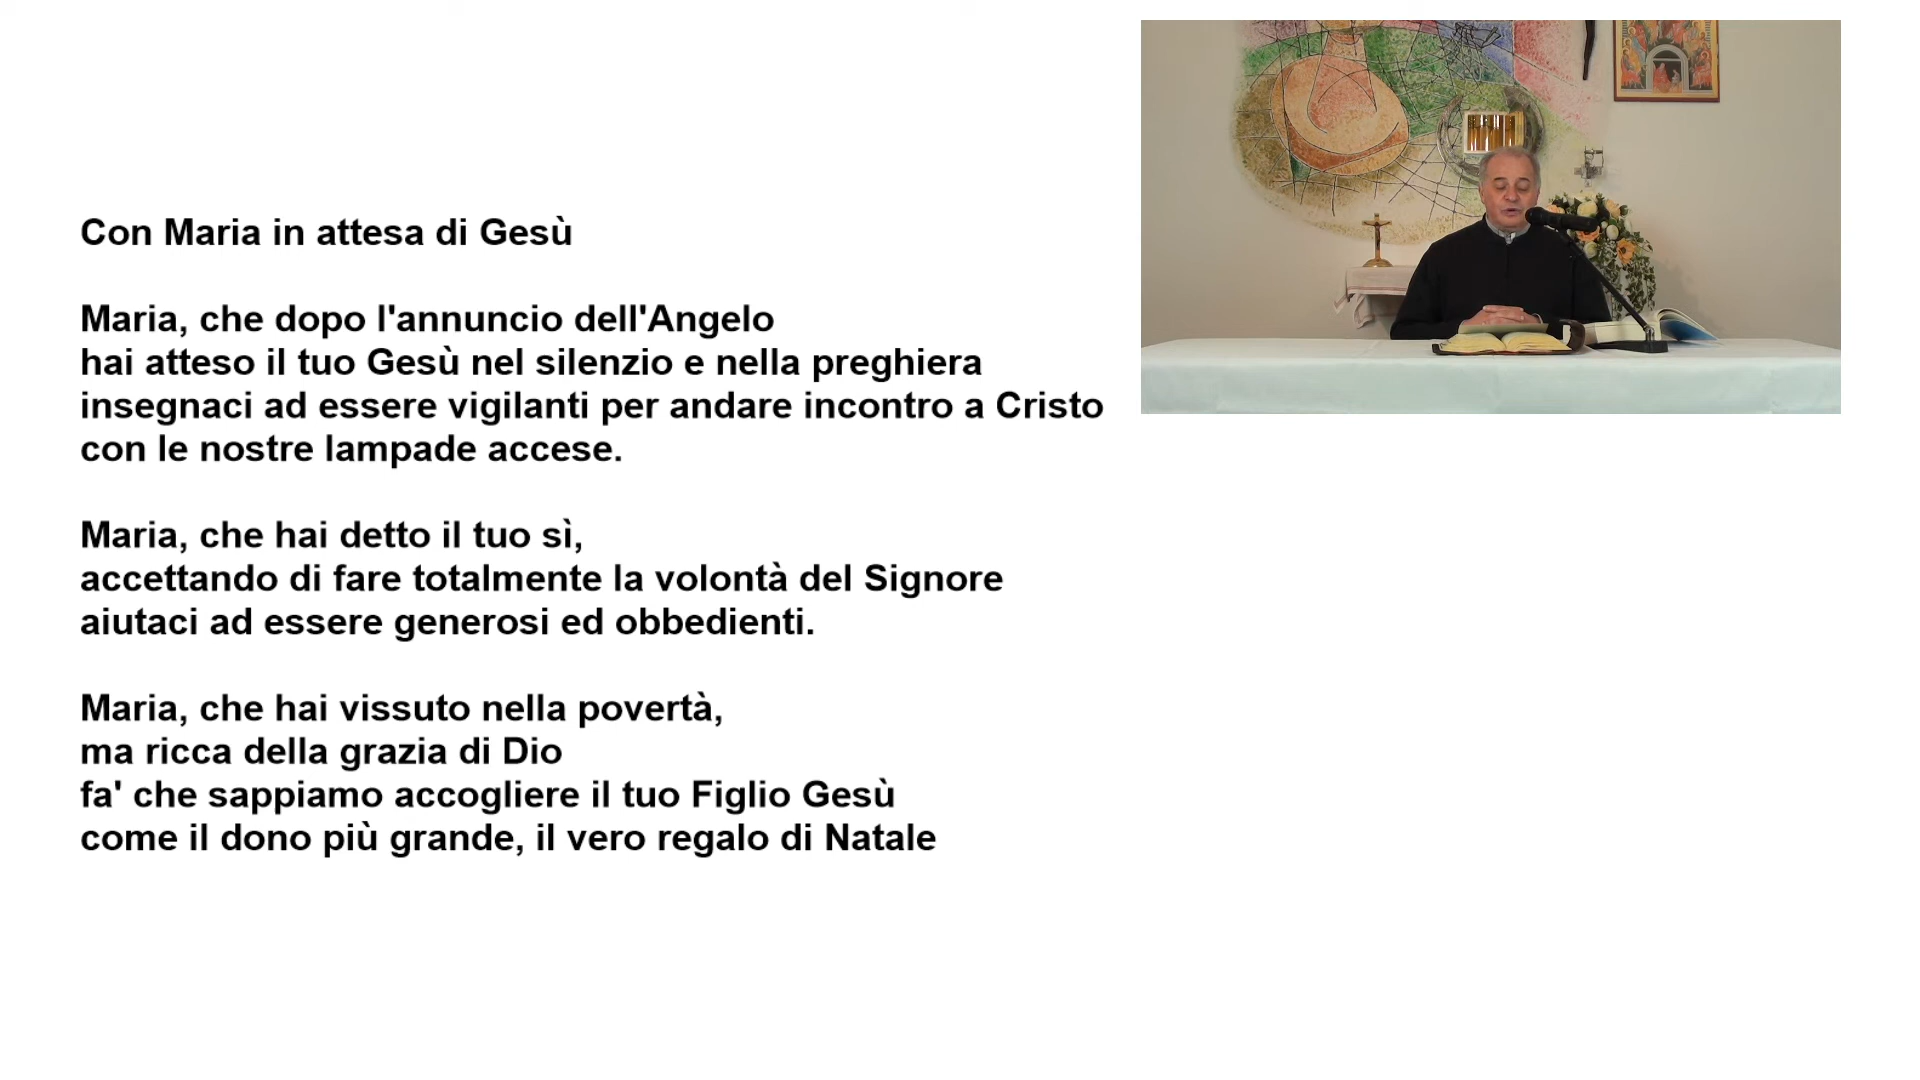 Con Maria in attesa di Gesù
Maria, che dopo l'annuncio dell'Angelo
hai atteso il tuo Gesù nel silenzio e nella preghiera
insegnaci ad essere vigilanti per andare incontro a Cristo
con le nostre lampade accese.
Maria, che hai detto il tuo sì,
accettando di fare totalmente la volontà del Signore
aiutaci ad essere generosi ed obbedienti.
Maria, che hai vissuto nella povertà,
ma ricca della grazia di Dio
fa' che sappiamo accogliere il tuo Figlio Gesù
come il dono più grande, il vero regalo di Natale